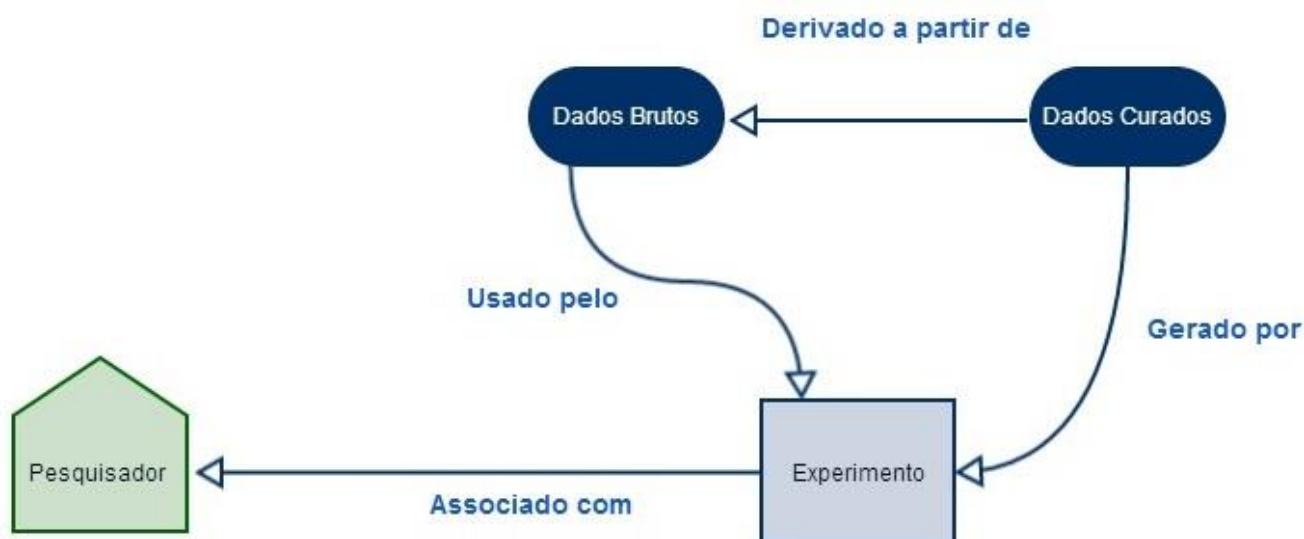 Derivado a partir de
Dados Brutos
Dados Curados
Usado pelo
Gerado por
Pesquisador
Experimento
Associado com